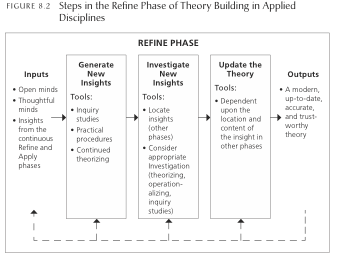 FIGURE 8.2 Steps in the Refine Phase of Theory Building in Applied
Disciplines
REFINE PHASE
Inputs
• Open minds
• Thoughtful
minds
• Insights
from the
continuous
Refine and
Apply
phases
Generate
New
Insights
Tools:
• Inquiry
studies
• Practical
procedures
• Continued
theorizing
Investigate
New
Insights
Tools:
• Locate
insights
(other
phases)
• Consider
appropriate
Investigation
(theorizing,
operation-
alizing,
inquiry
studies)
Update the
Theory
Tools:
• Dependent
upon the
location and
content of
the insight in
other phases
Outputs
• A modern,
up-to-date,
accurate,
and trust-
worthy
theory